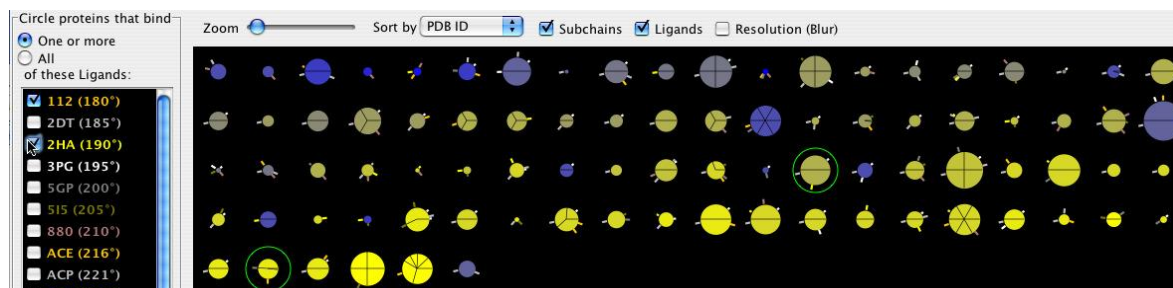 Circle proteins that bind
One or more
All
of these Ligands:
112 (180°)
2DT (185°)
2HA (190°)
3PG (195°)
5GP (200°)
5I5 (205°)
880 (210°)
ACE (216°)
ACP (221°)
Zoom Sort by PDB ID Subchains Ligands Resolution (Blur)